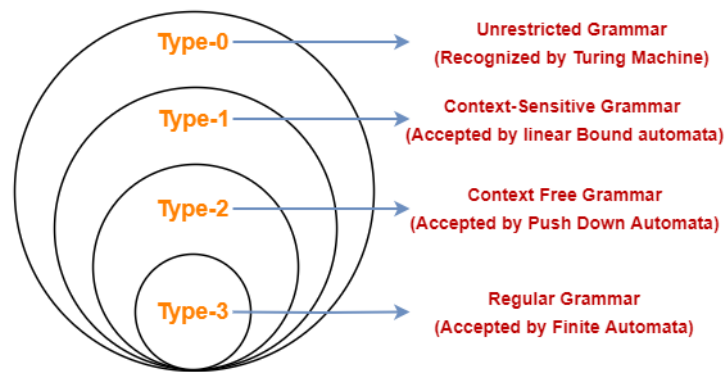 Type-0
Unrestricted Grammar
(Recognized by Turing Machine)
Type-1
Context-Sensitive Grammar
(Accepted by linear Bound automata)
Type-2
Context Free Grammar
(Accepted by Push Down Automata)
Type-3
Regular Grammar
(Accepted by Finite Automata)